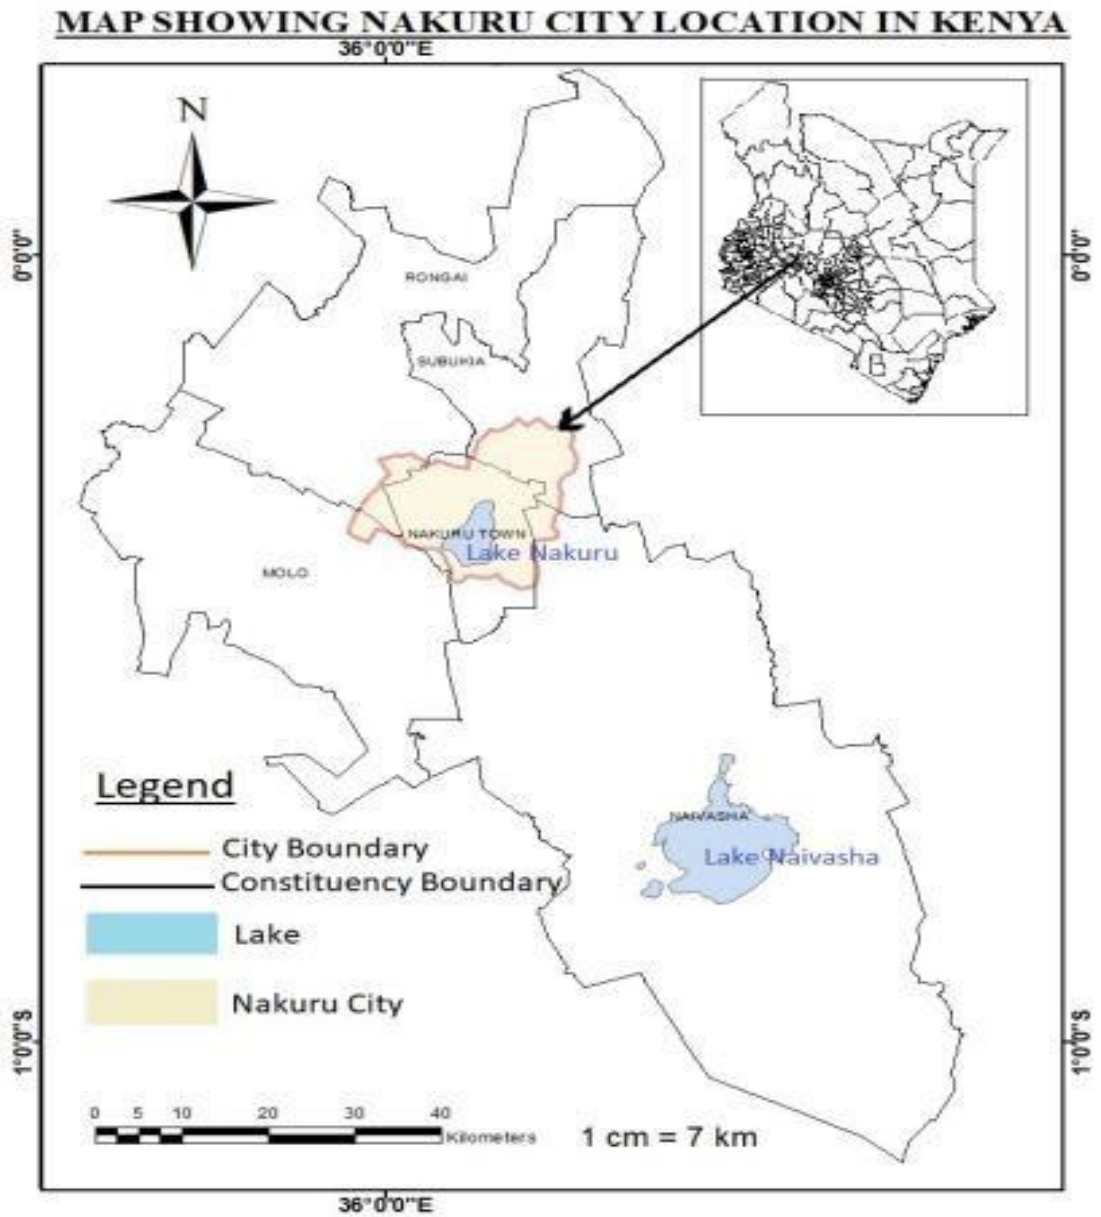 MAP SHOWING NAKURU CITY LOCATION IN KENYA
36°0'0"E
N
0°0'0"
0°0'0"
RONGAI
SUBUKIA
B
NAKURU TOWN
Lake Nakuru
MOLO
Legend
NAIVASHA
City Boundary
Lake Naivasha
Constituency Boundary
Lake
Nakuru City
1°0'0"S
1°0'0"S
0 5 10 20 30 40
Kilometers
1 cm = 7 km
36°0'0"E